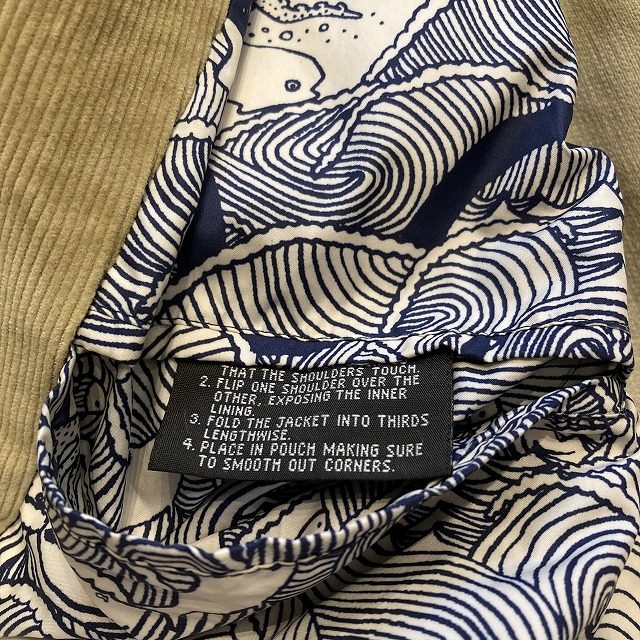 THAT THE SHOULDERS TOUCH.
2. FLIP ONE SHOULDER OVER THE
OTHER, EXPOSING THE INNER
LINING.
3. FOLD THE JACKET INTO THIRDS
LENGTHWISE.
4. PLACE IN POUCH MAKING SURE
TO SMOOTH OUT CORNERS.